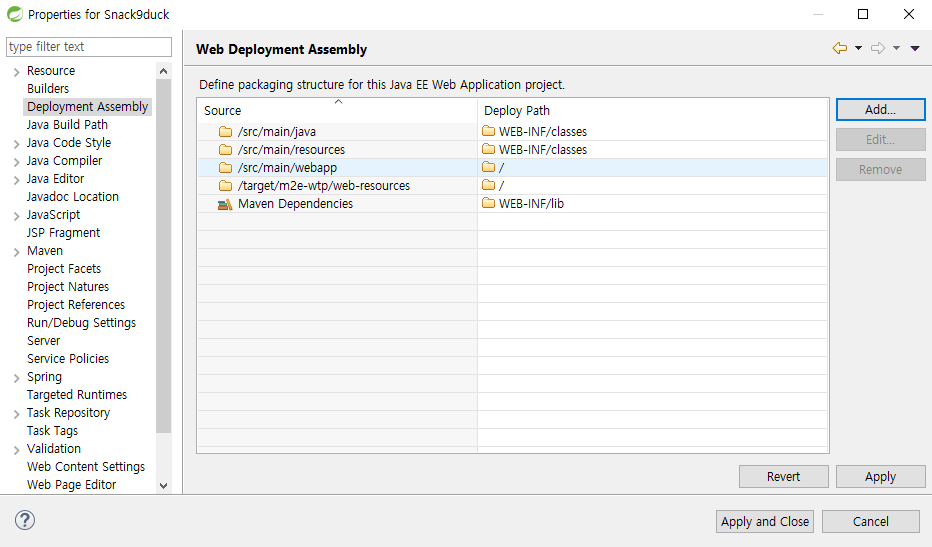 Properties for Snack9duck
type filter text
Resource
Builders
Deployment Assembly
Java Build Path
Java Code Style
Java Compiler
Java Editor
Javadoc Location
JavaScript
JSP Fragment
Maven
Project Facets
Project Natures
Project References
Run/Debug Settings
Server
Service Policies
Spring
Targeted Runtimes
Task Repository
Task Tags
Validation
Web Content Settings
Web Page Editor
Web Deployment Assembly
Define packaging structure for this Java EE Web Application project.
Source Deploy Path
/src/main/java WEB-INF/classes
/src/main/resources WEB-INF/classes
/src/main/webapp /
/target/m2e-wtp/web-resources /
Maven Dependencies WEB-INF/lib
Add...
Edit...
Remove
Revert Apply
? Apply and Close Cancel